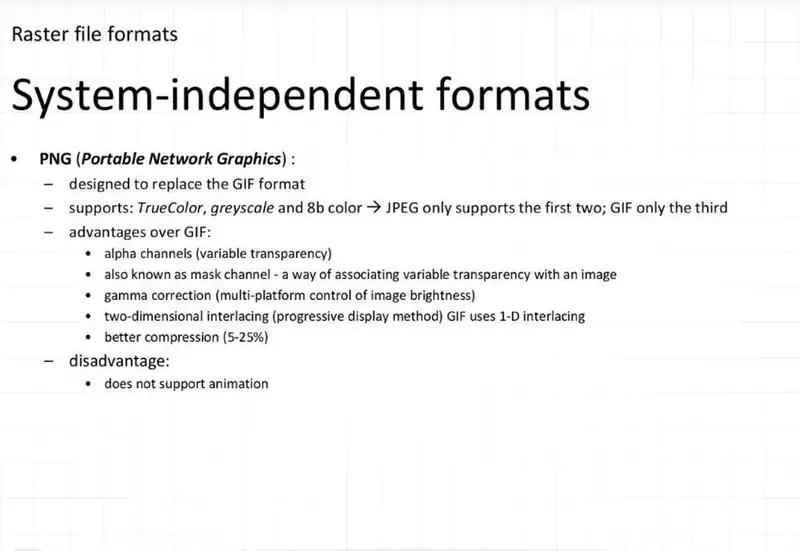 Raster file formats
System-independent formats
• PNG (Portable Network Graphics) :
– designed to replace the GIF format
– supports: TrueColor, greyscale and 8b color → JPEG only supports the first two; GIF only the third
– advantages over GIF:
• alpha channels (variable transparency)
• also known as mask channel - a way of associating variable transparency with an image
• gamma correction (multi-platform control of image brightness)
• two-dimensional interlacing (progressive display method) GIF uses 1-D interlacing
• better compression (5-25%)
– disadvantage:
• does not support animation